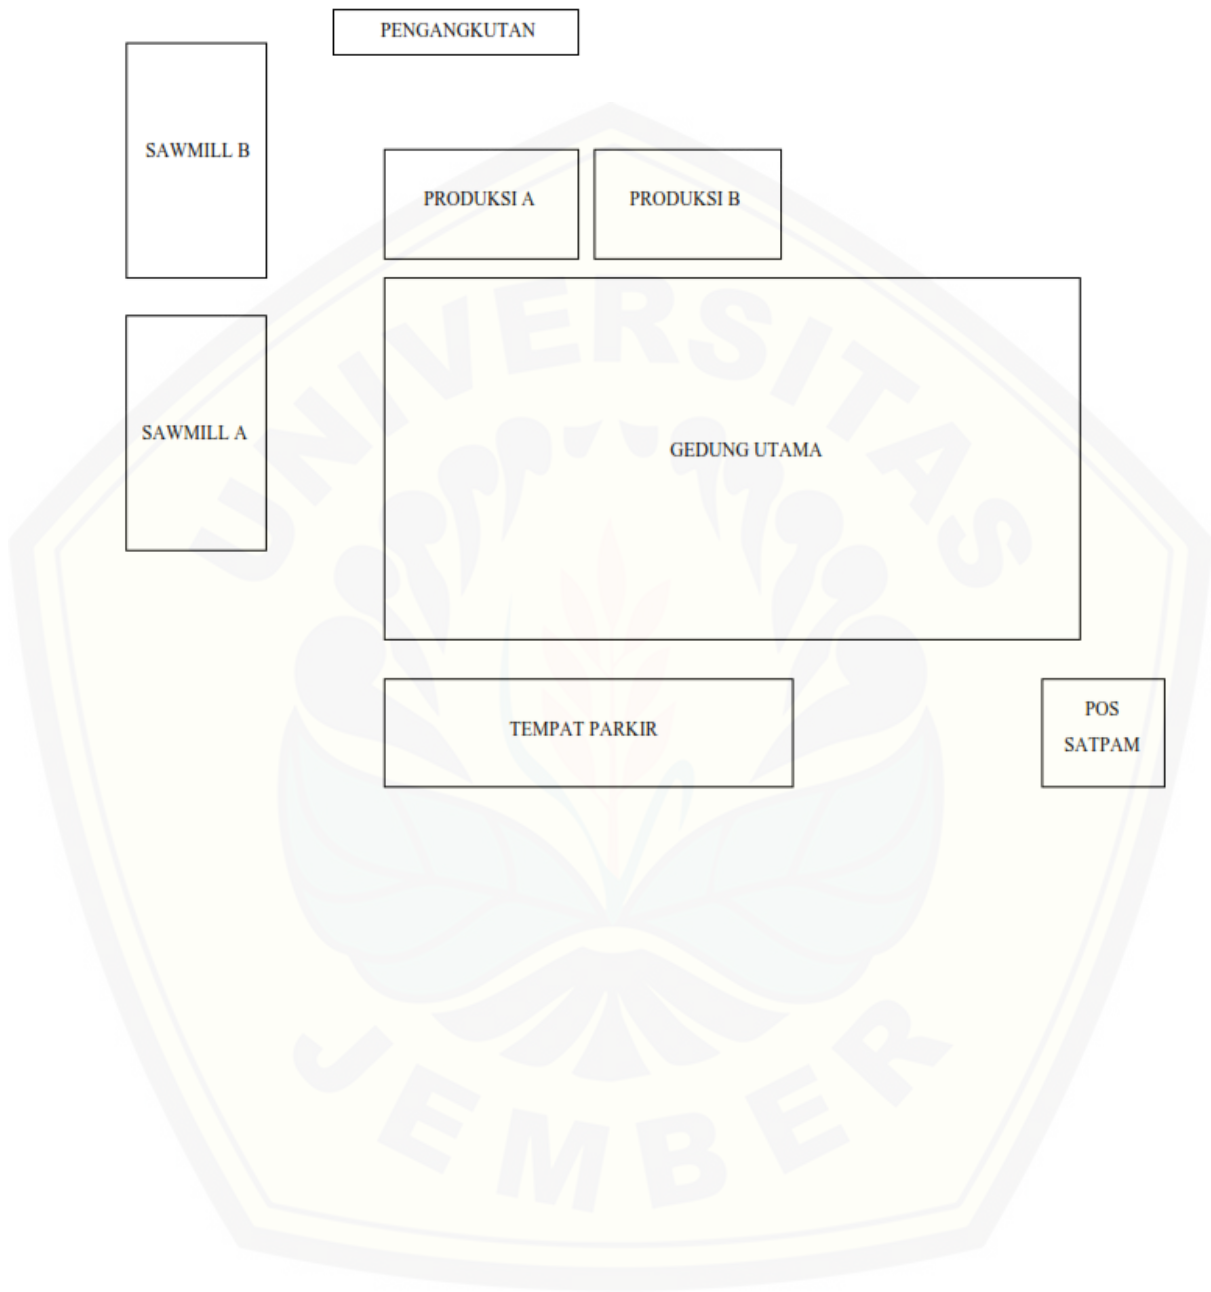 PENGANGKUTAN
SAWMILL B
PRODUKSI A
PRODUKSI B
SAWMILL A
GEDUNG UTAMA
TEMPAT PARKIR
POS
SATPAM
UNIVERSITAS
JEMBER